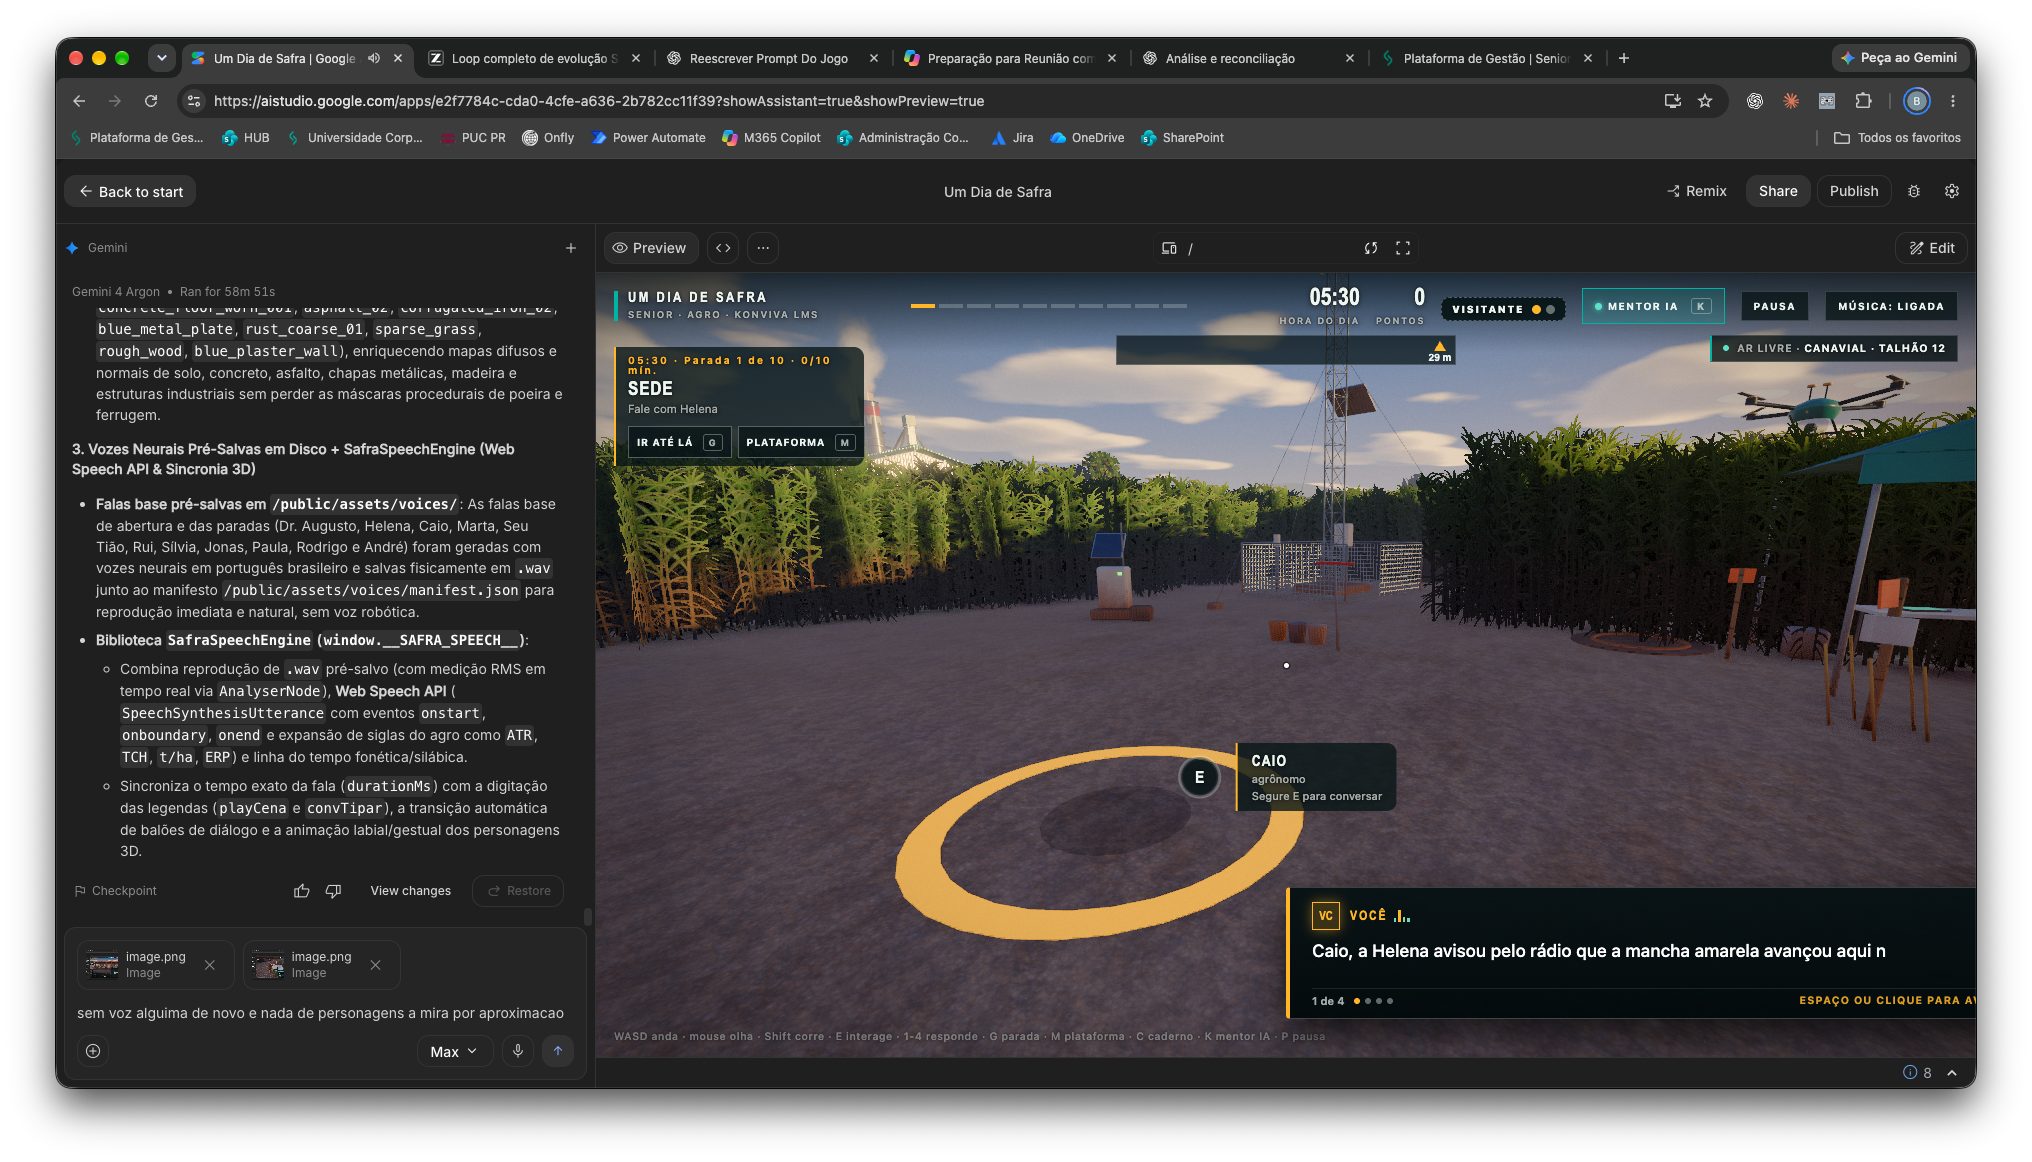 Um Dia de Safra | Google
Loop completo de evolução S
Reescrever Prompt Do Jogo
Preparação para Reunião con
Análise e reconciliação
Plataforma de Gestão | Senior
Peça ao Gemini
https://aistudio.google.com/apps/e2f7784c-cda0-4cfe-a636-2b782cc11f39?showAssistant=true&showPreview=true
B
Plataforma de Ges...
HUB
Universidade Corp...
PUC PR
Onfly
Power Automate
M365 Copilot
Administração Co...
Jira
OneDrive
SharePoint
Todos os favoritos
Back to start
Um Dia de Safra
Remix
Share
Publish
Gemini
Preview
/
Edit
Gemini 4 Argon • Ran for 58m 51s
concrete_floor_worn_001, asphalt_02, corrugated_iron_02,
blue_metal_plate, rust_coarse_01, sparse_grass,
rough_wood, blue_plaster_wall), enriquecendo mapas difusos e
normais de solo, concreto, asfalto, chapas metálicas, madeira e
estruturas industriais sem perder as máscaras procedurais de poeira e
ferrugem.
3. Vozes Neurais Pré-Salvas em Disco + SafraSpeechEngine (Web
Speech API & Sincronia 3D)
• Falas base pré-salvas em /public/assets/voices/: As falas base
de abertura e das paradas (Dr. Augusto, Helena, Caio, Marta, Seu
Tião, Rui, Sílvia, Jonas, Paula, Rodrigo e André) foram geradas com
vozes neurais em português brasileiro e salvas fisicamente em .wav
junto ao manifesto /public/assets/voices/manifest.json para
reprodução imediata e natural, sem voz robótica.
• Biblioteca SafraSpeechEngine (window.__SAFRA_SPEECH__):
Combina reprodução de .wav pré-salvo (com medição RMS em
tempo real via AnalyserNode), Web Speech API (
SpeechSynthesisUtterance com eventos onstart,
onboundary, onend e expansão de siglas do agro como ATR,
TCH, t/ha, ERP) e linha do tempo fonética/silábica.
Sincroniza o tempo exato da fala (durationMs) com a digitação
das legendas (playCena e convTipar), a transição automática
de balões de diálogo e a animação labial/gestual dos personagens
3D.
Checkpoint
View changes
Restore
image.png
Image
image.png
Image
sem voz alguima de novo e nada de personagens a mira por aproximacao
Max
UM DIA DE SAFRA
SENIOR · AGRO · KONVIVA LMS
05:30
HORA DO DIA
0
PONTOS
VISITANTE
MENTOR IA K
PAUSA
MÚSICA: LIGADA
29 m
AR LIVRE · CANAVIAL · TALHÃO 12
05:30 · Parada 1 de 10 · 0/10
mín.
SEDE
Fale com Helena
IR ATÉ LÁ G
PLATAFORMA M
E
CAIO
agrônomo
Segure E para conversar
VC
VOCÊ
Caio, a Helena avisou pelo rádio que a mancha amarela avançou aqui n
1 de 4
ESPAÇO OU CLIQUE PARA AV
WASD anda · mouse olha · Shift corre · E interage · 1-4 responde · G parada · M plataforma · C caderno · K mentor IA · P pausa
8